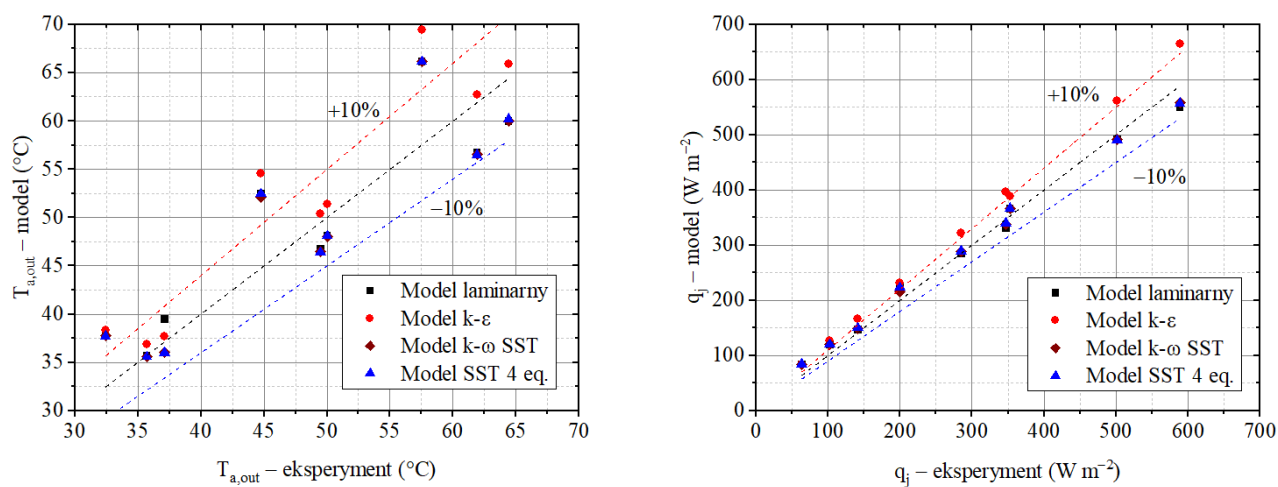 70
65
60
55
50
45
40
35
30
T_{a,out} – model (°C)
+10%
−10%
Model laminarny
Model k-ε
Model k-ω SST
Model SST 4 eq.
30 35 40 45 50 55 60 65 70
T_{a,out} – eksperyment (°C)
700
600
500
400
300
200
100
0
q_j – model (W m⁻²)
+10%
−10%
Model laminarny
Model k-ε
Model k-ω SST
Model SST 4 eq.
0 100 200 300 400 500 600 700
q_j – eksperyment (W m⁻²)